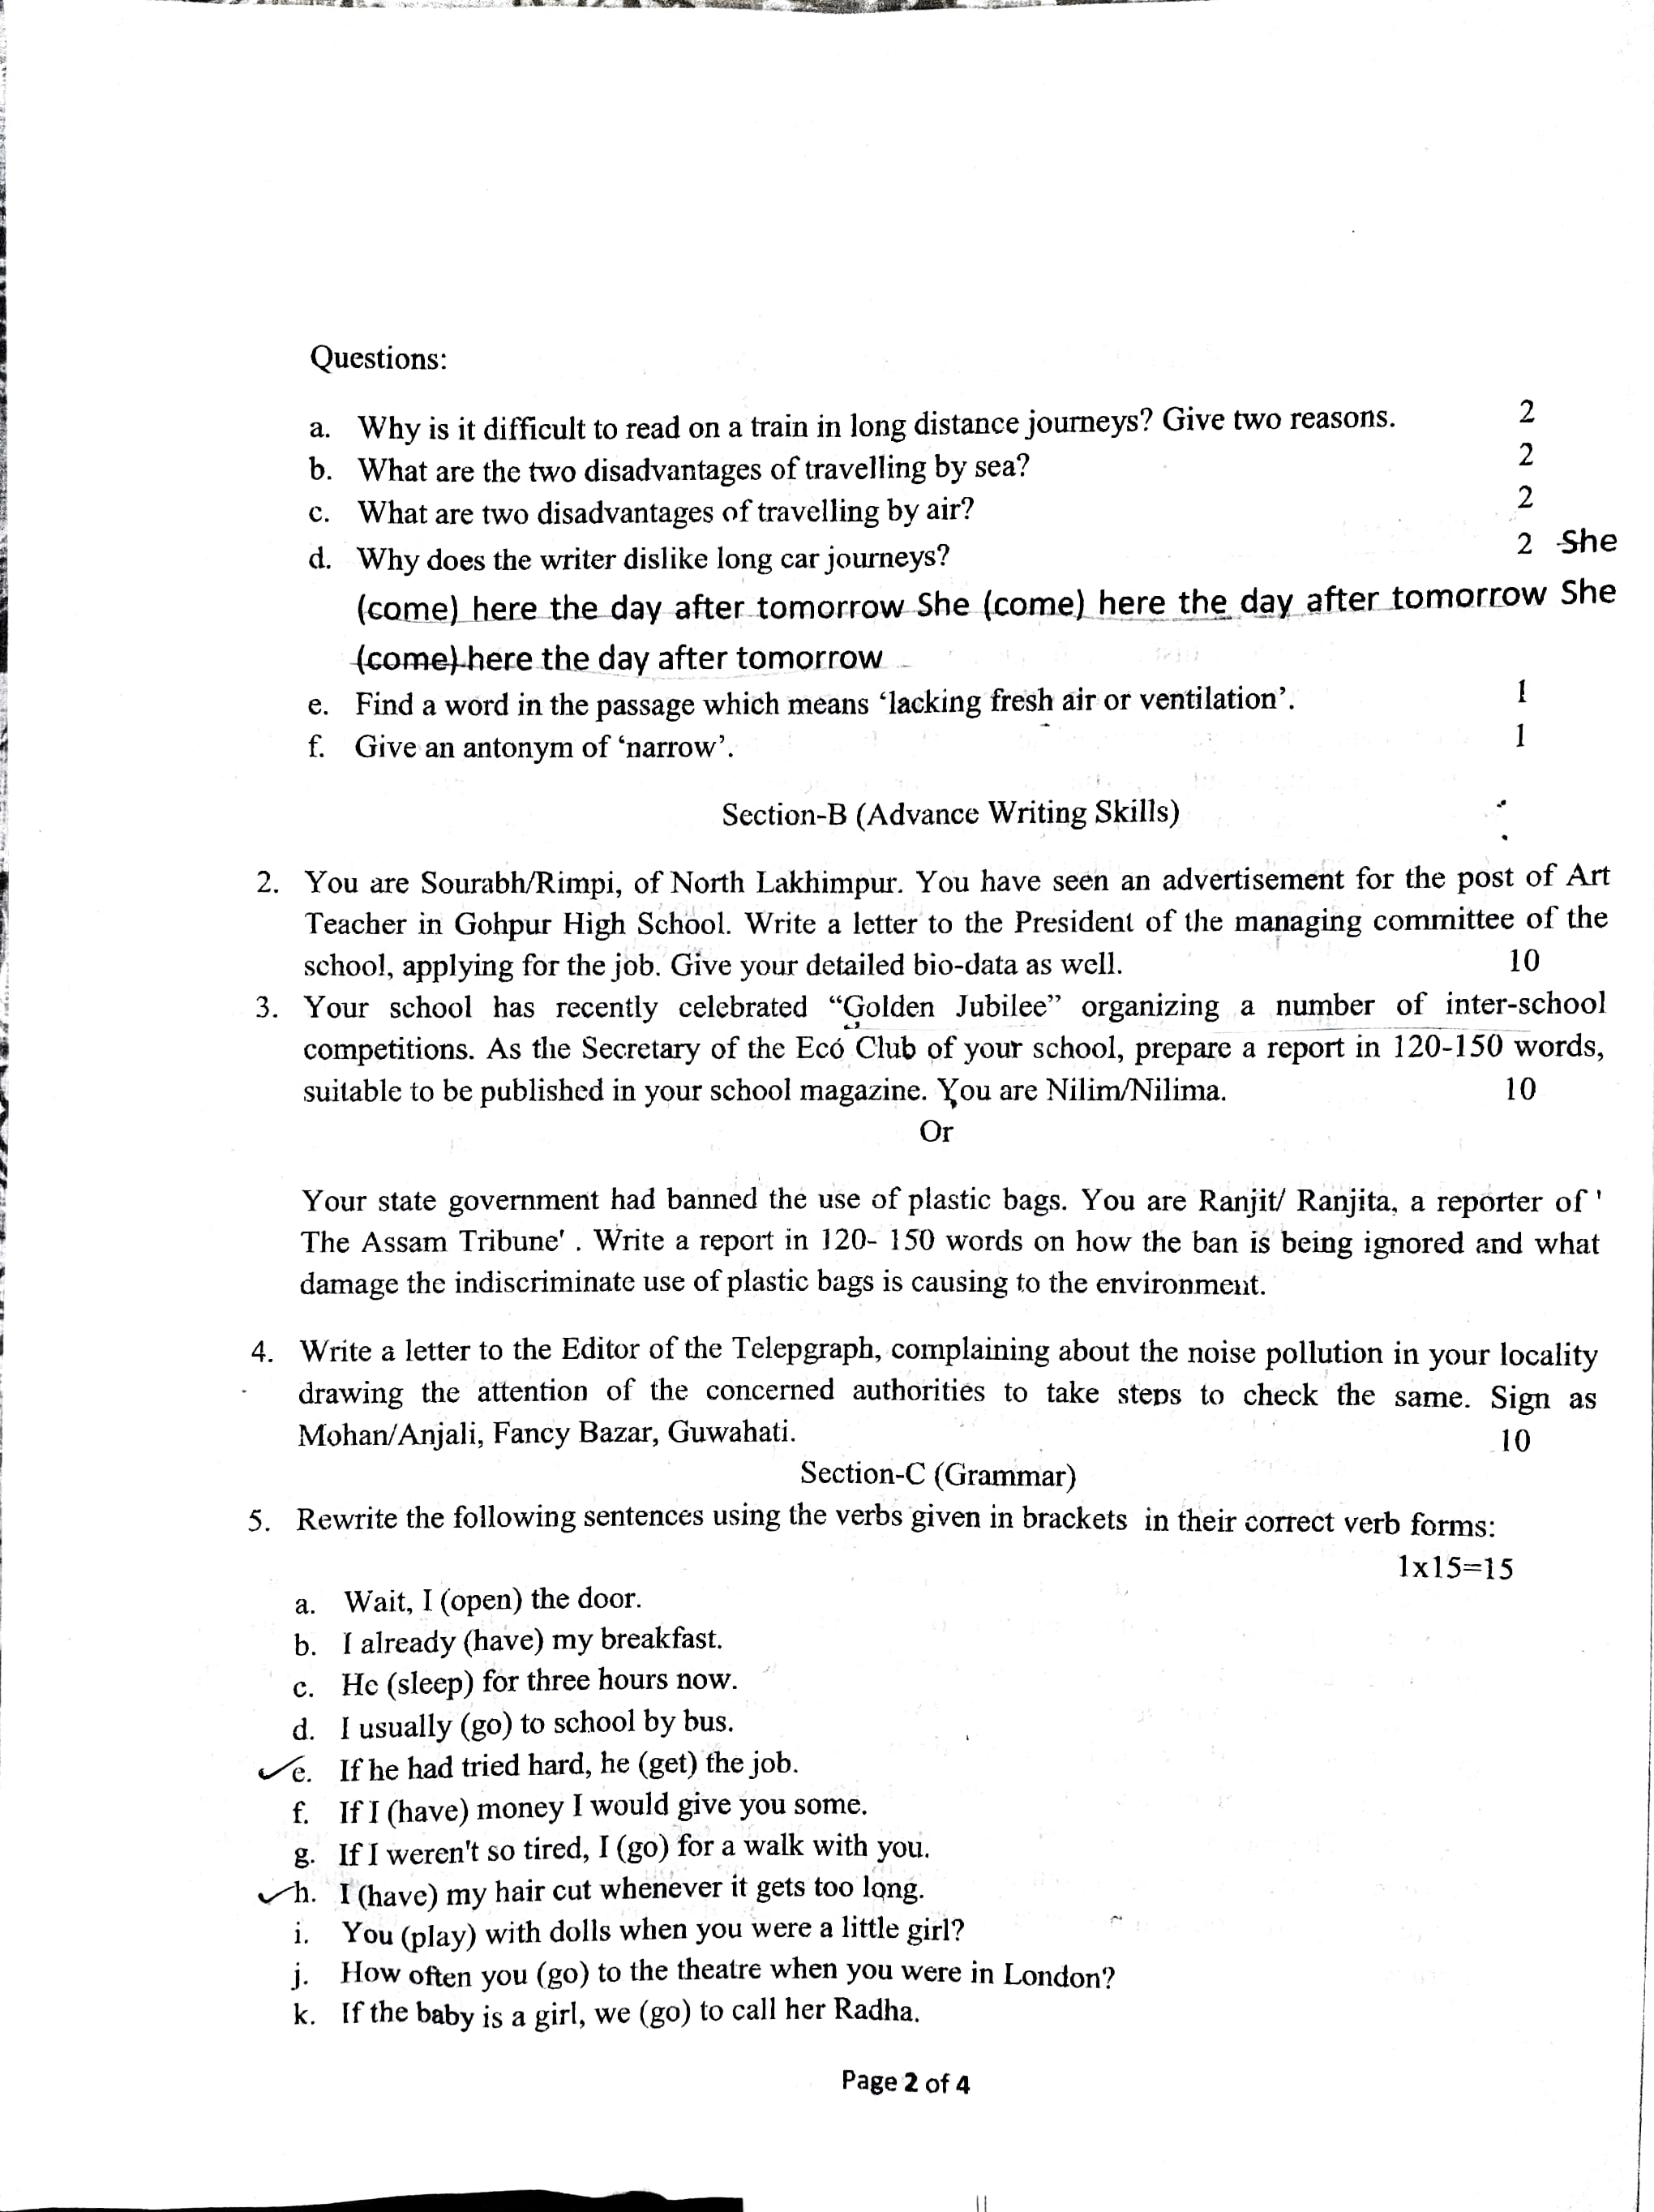 Questions:
a. Why is it difficult to read on a train in long distance journeys? Give two reasons. 2
b. What are the two disadvantages of travelling by sea? 2
c. What are two disadvantages of travelling by air? 2
d. Why does the writer dislike long car journeys? 2 She
(come) here the day after tomorrow She (come) here the day after tomorrow She
(come) here the day after tomorrow
e. Find a word in the passage which means ‘lacking fresh air or ventilation’. 1
f. Give an antonym of ‘narrow’. 1
Section-B (Advance Writing Skills)
2. You are Sourabh/Rimpi, of North Lakhimpur. You have seen an advertisement for the post of Art
Teacher in Gohpur High School. Write a letter to the President of the managing committee of the
school, applying for the job. Give your detailed bio-data as well. 10
3. Your school has recently celebrated “Golden Jubilee” organizing a number of inter-school
competitions. As the Secretary of the Eco Club of your school, prepare a report in 120-150 words,
suitable to be published in your school magazine. You are Nilim/Nilima. 10
Or
Your state government had banned the use of plastic bags. You are Ranjit/ Ranjita, a reporter of '
The Assam Tribune' . Write a report in 120- 150 words on how the ban is being ignored and what
damage the indiscriminate use of plastic bags is causing to the environment.
4. Write a letter to the Editor of the Telepgraph, complaining about the noise pollution in your locality
drawing the attention of the concerned authorities to take steps to check the same. Sign as
Mohan/Anjali, Fancy Bazar, Guwahati. 10
Section-C (Grammar)
5. Rewrite the following sentences using the verbs given in brackets in their correct verb forms:
1x15=15
a. Wait, I (open) the door.
b. I already (have) my breakfast.
c. He (sleep) for three hours now.
d. I usually (go) to school by bus.
e. If he had tried hard, he (get) the job.
f. If I (have) money I would give you some.
g. If I weren't so tired, I (go) for a walk with you.
h. I (have) my hair cut whenever it gets too long.
i. You (play) with dolls when you were a little girl?
j. How often you (go) to the theatre when you were in London?
k. If the baby is a girl, we (go) to call her Radha.
Page 2 of 4